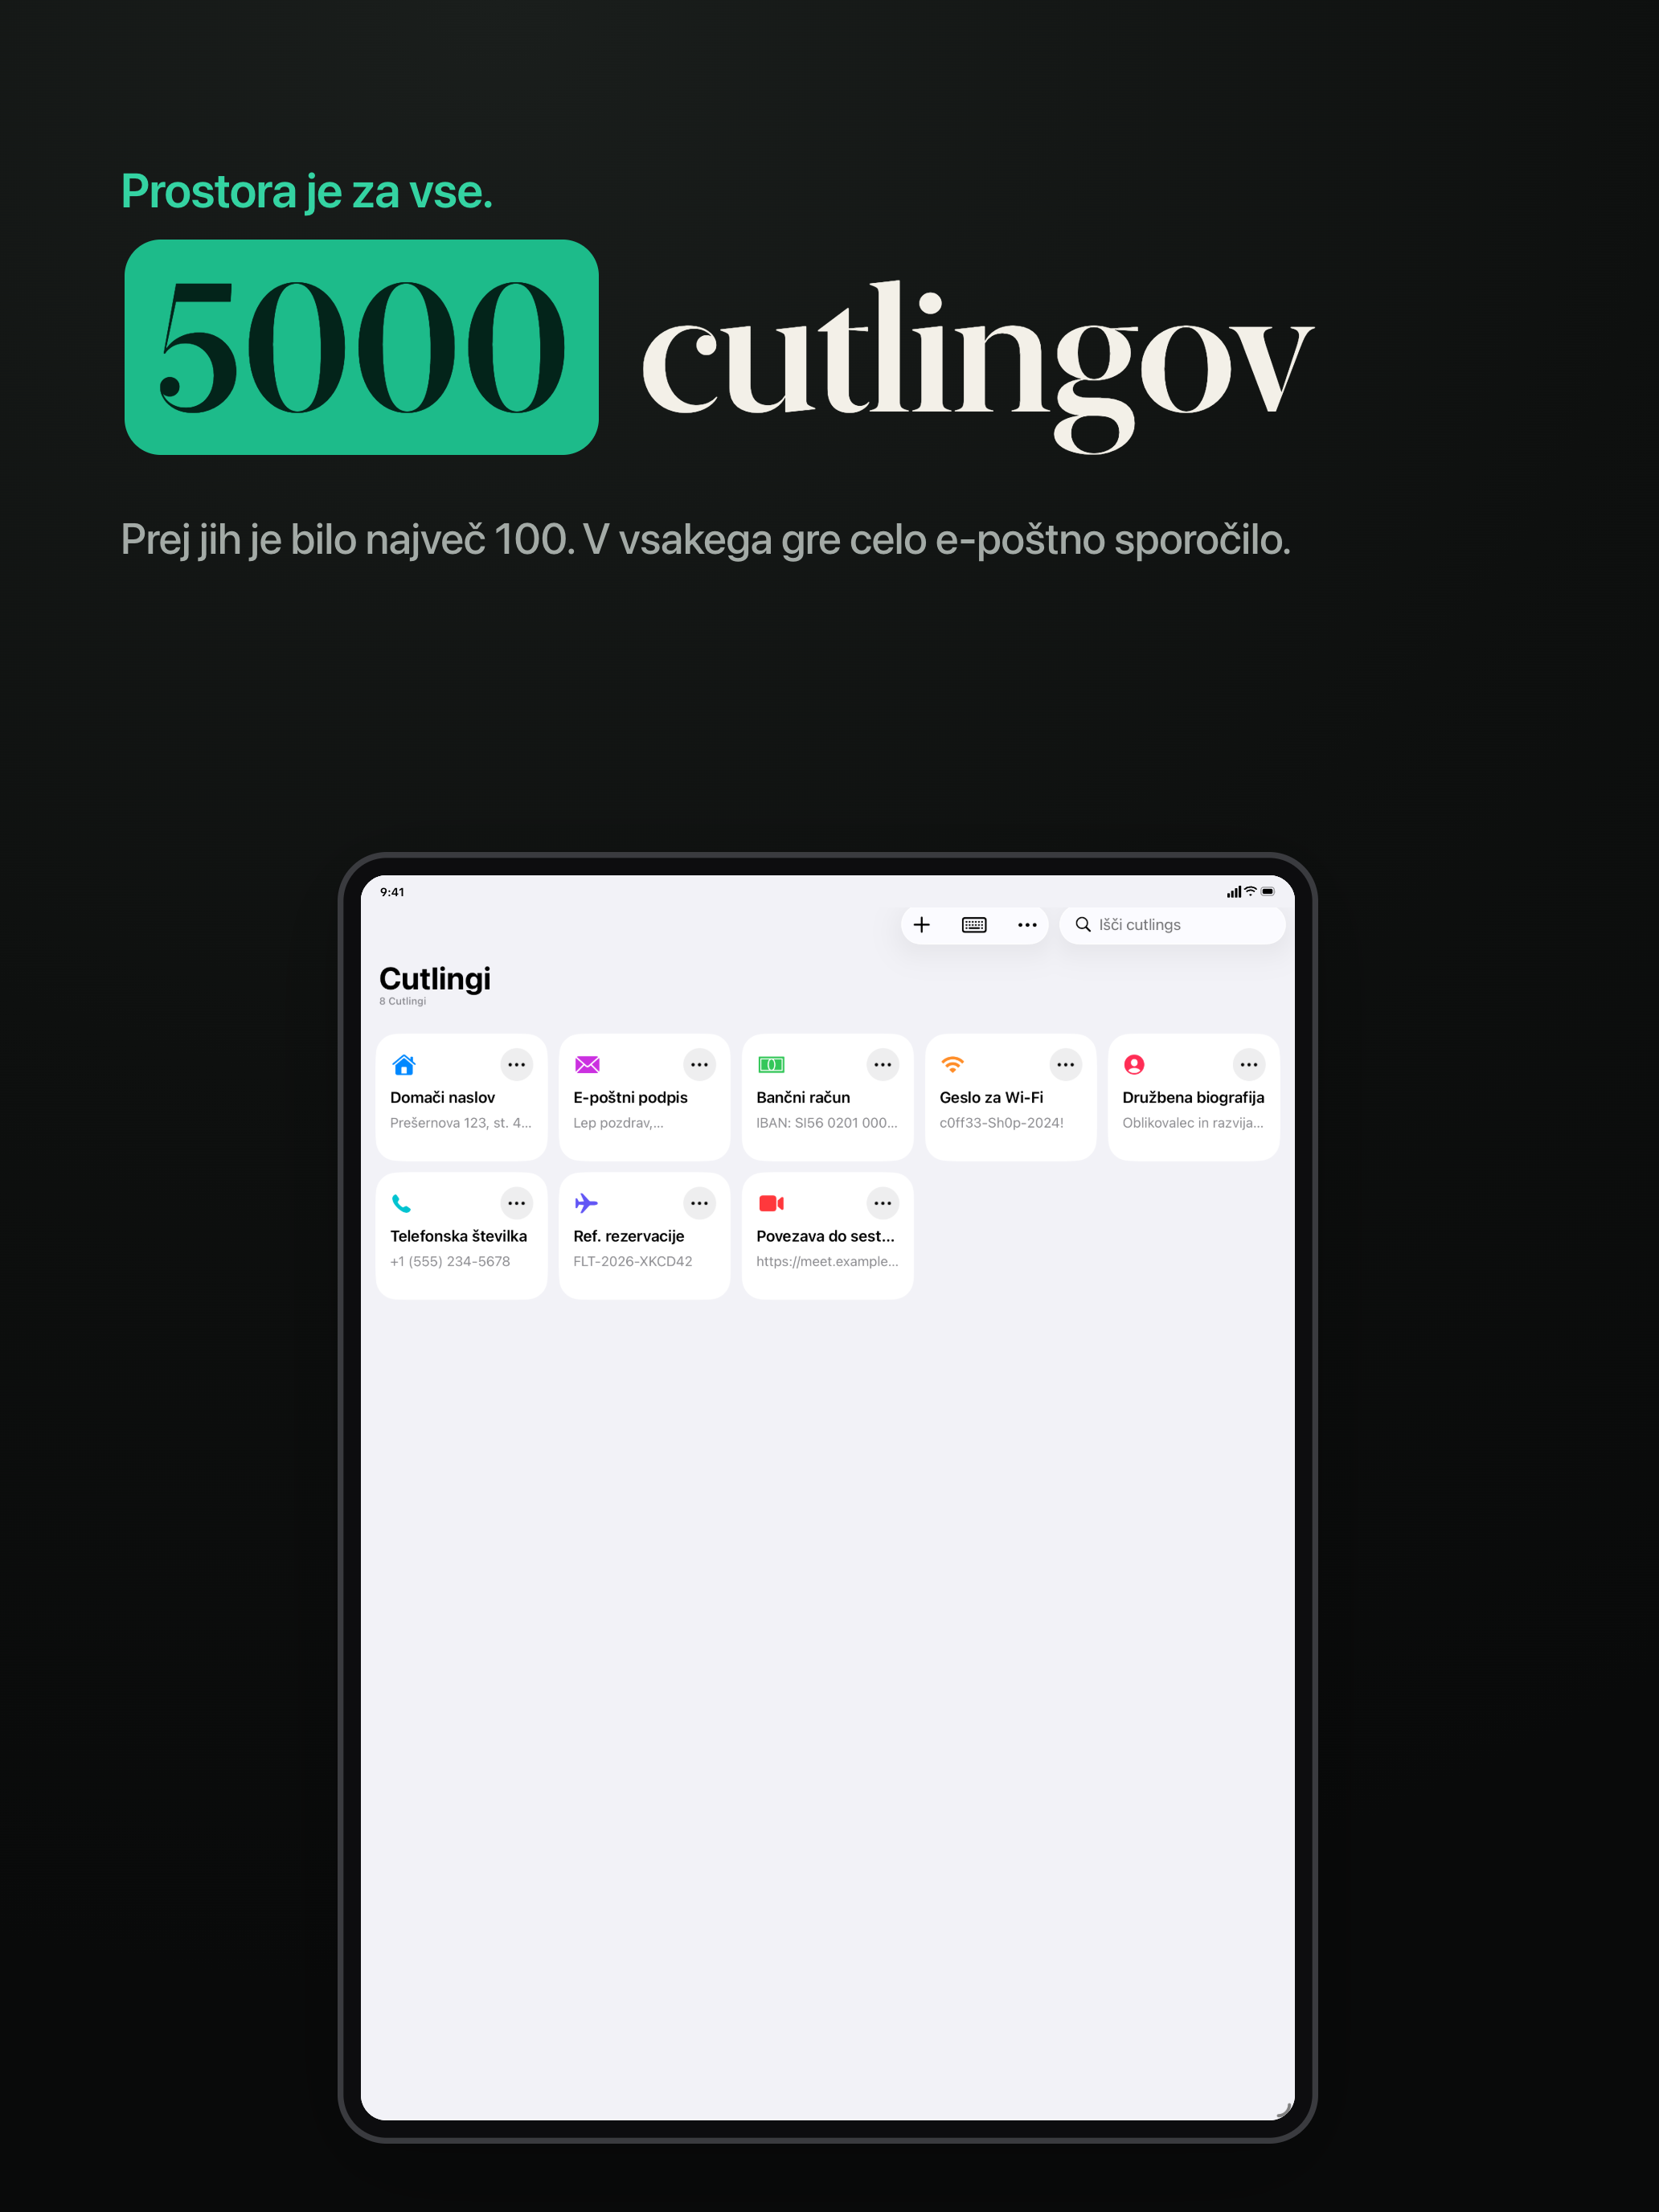 Prostora je za vse.
5000 cutlingov
Prej jih je bilo največ 100. V vsakega gre celo e-poštno sporočilo.
9:41
Išči cutlings
Cutlingi
8 Cutlingi
Domači naslov
Prešernova 123, st. 4...
E-poštni podpis
Lep pozdrav,...
Bančni račun
IBAN: SI56 0201 000...
Geslo za Wi-Fi
c0ff33-Sh0p-2024!
Družbena biografija
Oblikovalec in razvija...
Telefonska številka
+1 (555) 234-5678
Ref. rezervacije
FLT-2026-XKCD42
Povezava do sest...
https://meet.example...